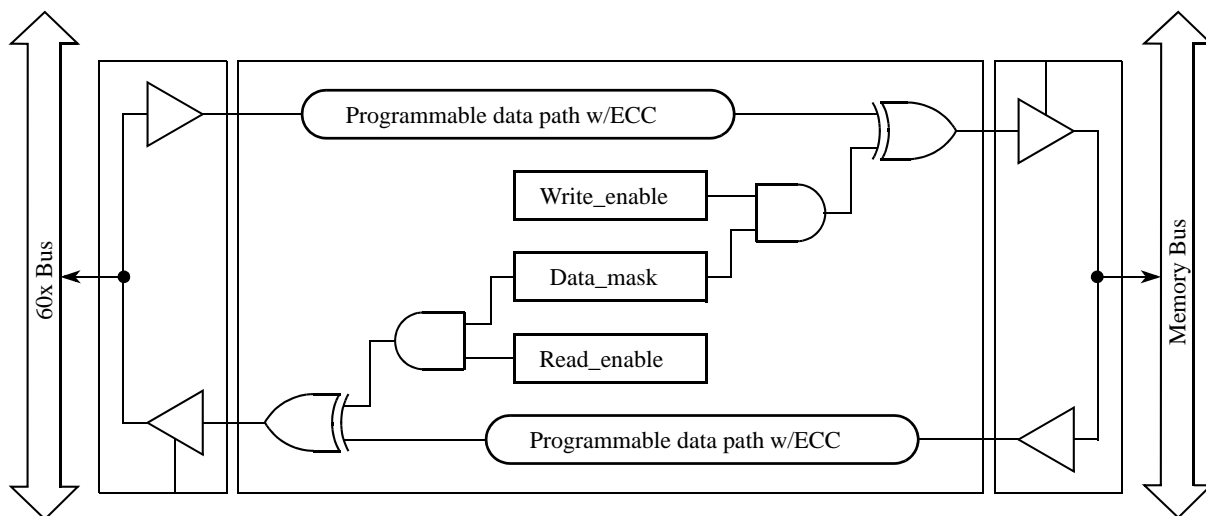 Programmable data path w/ECC
Write_enable
60x Bus
Data_mask
Memory Bus
Read_enable
Programmable data path w/ECC